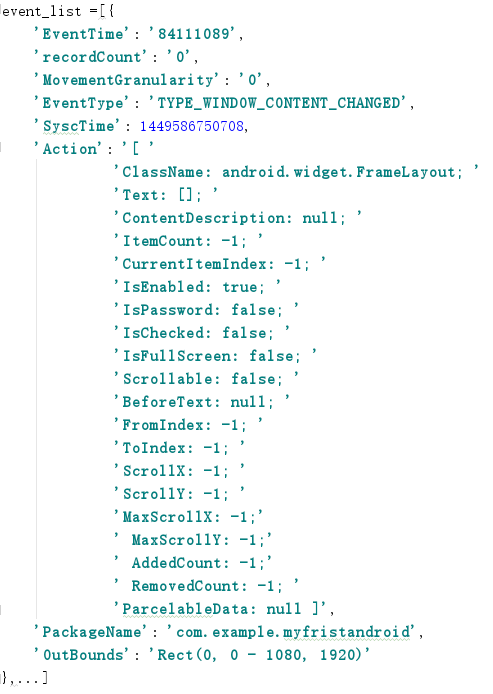 event_list =[{
'EventTime': '84111089',
'recordCount': '0',
'MovementGranularity': '0',
'EventType': 'TYPE_WINDOW_CONTENT_CHANGED',
'SyscTime': 1449586750708,
'Action': '[ '
'ClassName: android.widget.FrameLayout; '
'Text: []; '
'ContentDescription: null; '
'ItemCount: -1; '
'CurrentItemIndex: -1; '
'IsEnabled: true; '
'IsPassword: false; '
'IsChecked: false; '
'IsFullScreen: false; '
'Scrollable: false; '
'BeforeText: null; '
'FromIndex: -1; '
'ToIndex: -1; '
'ScrollX: -1; '
'ScrollY: -1; '
'MaxScrollX: -1;'
' MaxScrollY: -1;'
' AddedCount: -1;'
' RemovedCount: -1; '
'ParcelableData: null ]',
'PackageName': 'com.example.myfristandroid',
'OutBounds': 'Rect(0, 0 - 1080, 1920)'
},...]